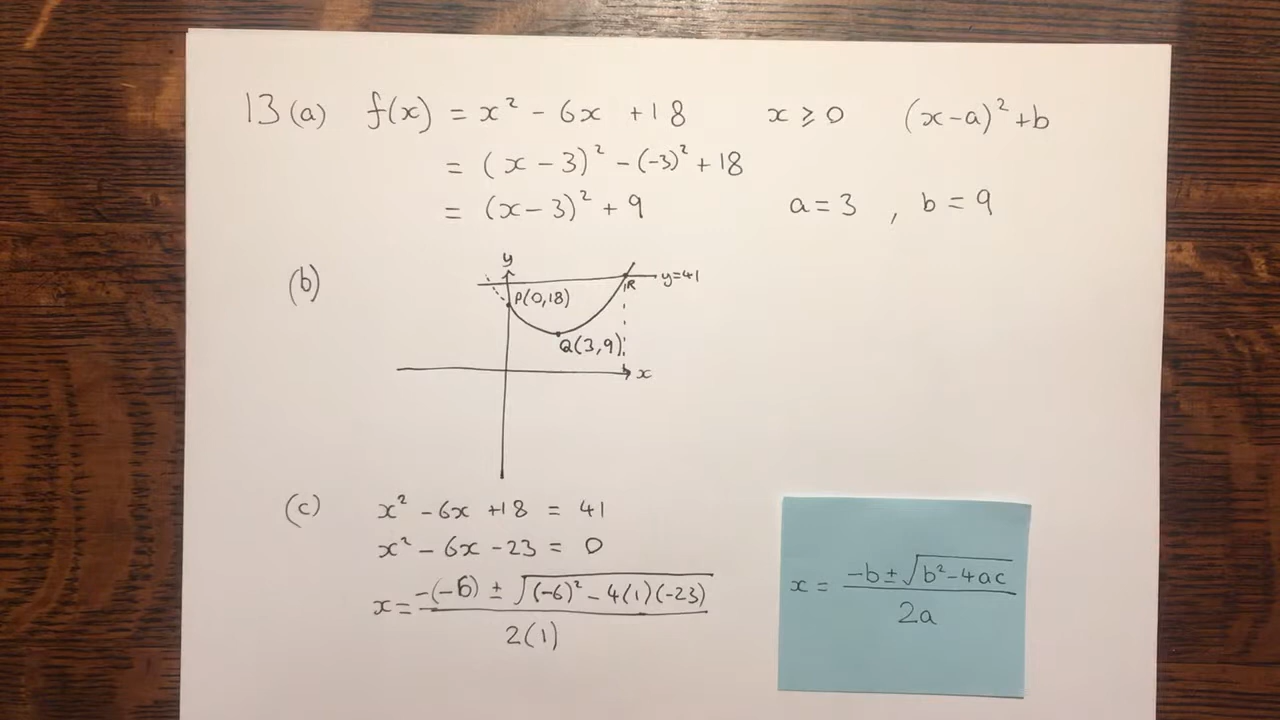 13(a) f(x) = x² - 6x + 18 x ≥ 0 (x-a)² + b
= (x - 3)² - (-3)² + 18
= (x - 3)² + 9 a = 3 , b = 9
(b)
y
y=41
R
P(0,18)
Q(3,9)
x
(c) x² - 6x + 18 = 41
x² - 6x - 23 = 0
x = -(-6) ± √(-6)² - 4(1)(-23)
2(1)
x = -b ± √b² - 4ac
2a